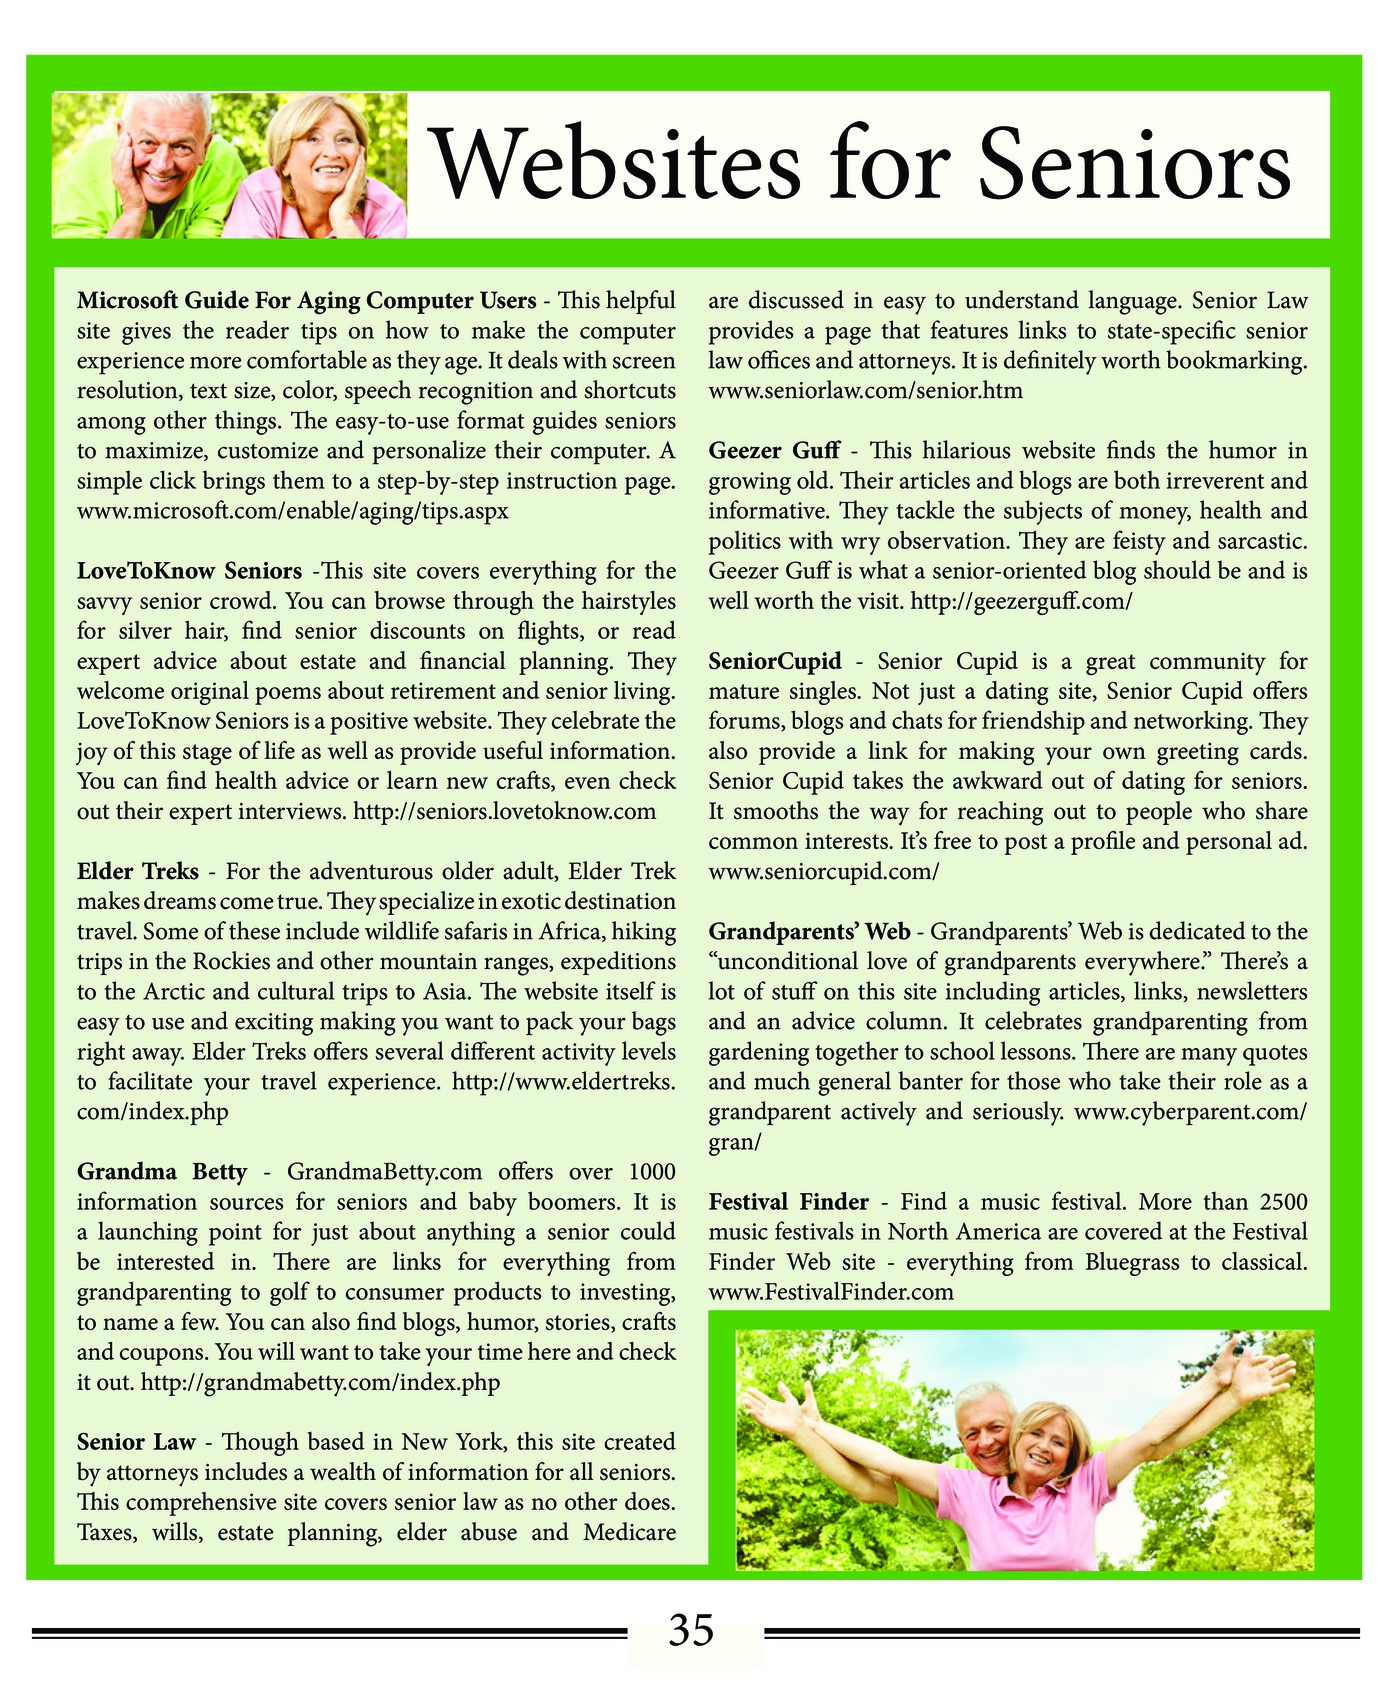 Websites for Seniors
Microsoft Guide For Aging Computer Users - This helpful
site gives the reader tips on how to make the computer
experience more comfortable as they age. It deals with screen
resolution, text size, color, speech recognition and shortcuts
among other things. The easy-to-use format guides seniors
to maximize, customize and personalize their computer. A
simple click brings them to a step-by-step instruction page.
www.microsoft.com/enable/aging/tips.aspx
LoveToKnow Seniors -This site covers everything for the
savvy senior crowd. You can browse through the hairstyles
for silver hair, find senior discounts on flights, or read
expert advice about estate and financial planning. They
welcome original poems about retirement and senior living.
LoveToKnow Seniors is a positive website. They celebrate the
joy of this stage of life as well as provide useful information.
You can find health advice or learn new crafts, even check
out their expert interviews. http://seniors.lovetoknow.com
Elder Treks - For the adventurous older adult, Elder Trek
makes dreams come true. They specialize in exotic destination
travel. Some of these include wildlife safaris in Africa, hiking
trips in the Rockies and other mountain ranges, expeditions
to the Arctic and cultural trips to Asia. The website itself is
easy to use and exciting making you want to pack your bags
right away. Elder Treks offers several different activity levels
to facilitate your travel experience. http://www.eldertreks.
com/index.php
Grandma Betty - GrandmaBetty.com offers over 1000
information sources for seniors and baby boomers. It is
a launching point for just about anything a senior could
be interested in. There are links for everything from
grandparenting to golf to consumer products to investing,
to name a few. You can also find blogs, humor, stories, crafts
and coupons. You will want to take your time here and check
it out. http://grandmabetty.com/index.php
Senior Law - Though based in New York, this site created
by attorneys includes a wealth of information for all seniors.
This comprehensive site covers senior law as no other does.
Taxes, wills, estate planning, elder abuse and Medicare
are discussed in easy to understand language. Senior Law
provides a page that features links to state-specific senior
law offices and attorneys. It is definitely worth bookmarking.
www.seniorlaw.com/senior.htm
Geezer Guff - This hilarious website finds the humor in
growing old. Their articles and blogs are both irreverent and
informative. They tackle the subjects of money, health and
politics with wry observation. They are feisty and sarcastic.
Geezer Guff is what a senior-oriented blog should be and is
well worth the visit. http://geezerguff.com/
SeniorCupid - Senior Cupid is a great community for
mature singles. Not just a dating site, Senior Cupid offers
forums, blogs and chats for friendship and networking. They
also provide a link for making your own greeting cards.
Senior Cupid takes the awkward out of dating for seniors.
It smooths the way for reaching out to people who share
common interests. It’s free to post a profile and personal ad.
www.seniorcupid.com/
Grandparents’ Web - Grandparents’ Web is dedicated to the
“unconditional love of grandparents everywhere.” There’s a
lot of stuff on this site including articles, links, newsletters
and an advice column. It celebrates grandparenting from
gardening together to school lessons. There are many quotes
and much general banter for those who take their role as a
grandparent actively and seriously. www.cyberparent.com/
gran/
Festival Finder - Find a music festival. More than 2500
music festivals in North America are covered at the Festival
Finder Web site - everything from Bluegrass to classical.
www.FestivalFinder.com
35